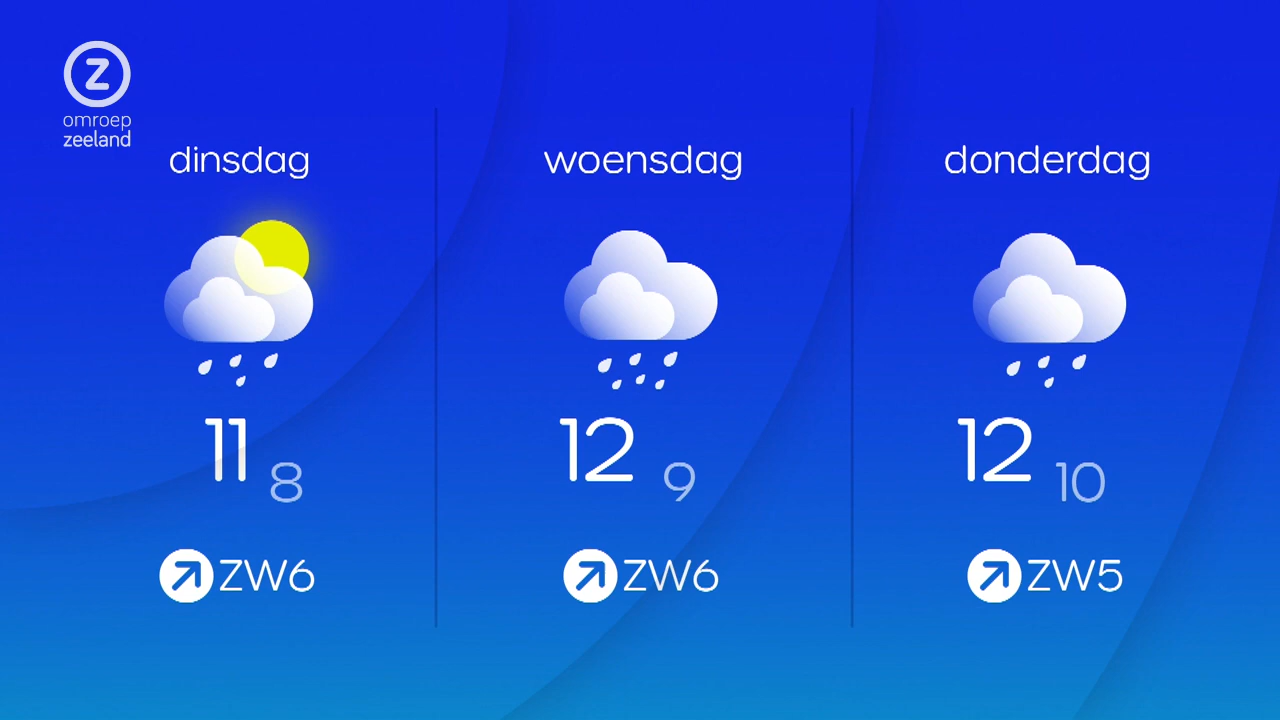 Z
omroep
zeeland
dinsdag
11 8
ZW6
woensdag
12 9
ZW6
donderdag
12 10
ZW5